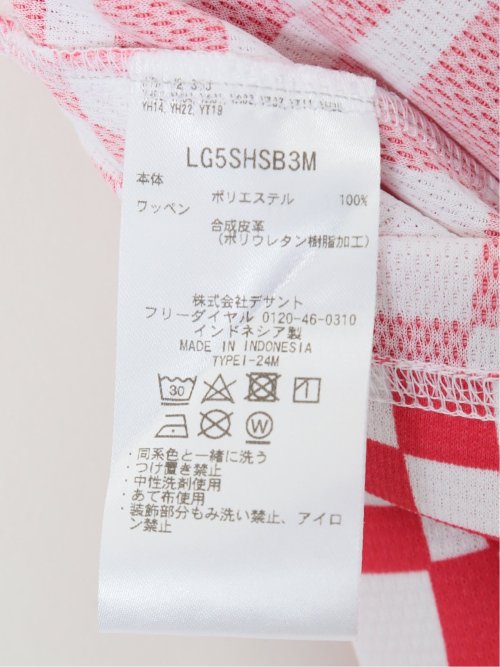 YH14, YH22, YT19
LG5SHSB3M
本体 ポリエステル 100%
ワッペン 合成皮革
(ポリウレタン樹脂加工)
株式会社デサント
フリーダイヤル 0120-46-0310
インドネシア製
MADE IN INDONESIA
TYPEI-24M
30
W
・同系色と一緒に洗う
・つけ置き禁止
・中性洗剤使用
・あて布使用
・装飾部分もみ洗い禁止、アイロ
ン禁止